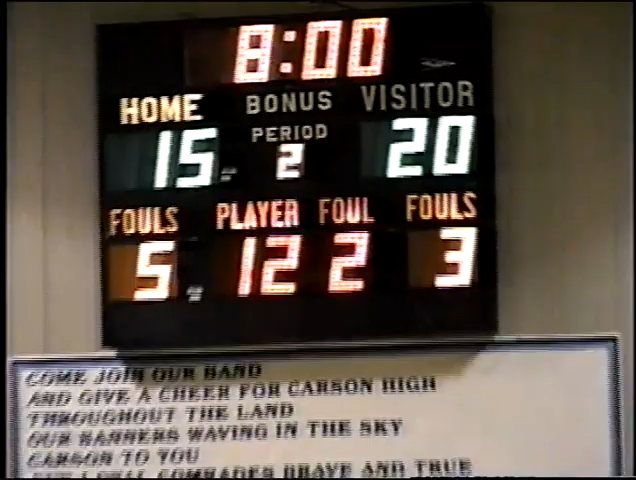 8:00
HOME BONUS VISITOR
15 PERIOD 20
2
FOULS PLAYER FOUL FOULS
5 12 2 3
COME JOIN OUR BAND
AND GIVE A CHEER FOR CARSON HIGH
THROUGHOUT THE LAND
OUR BANNERS WAVING IN THE SKY
CARSON TO YOU
LOYAL COMRADES BRAVE AND TRUE